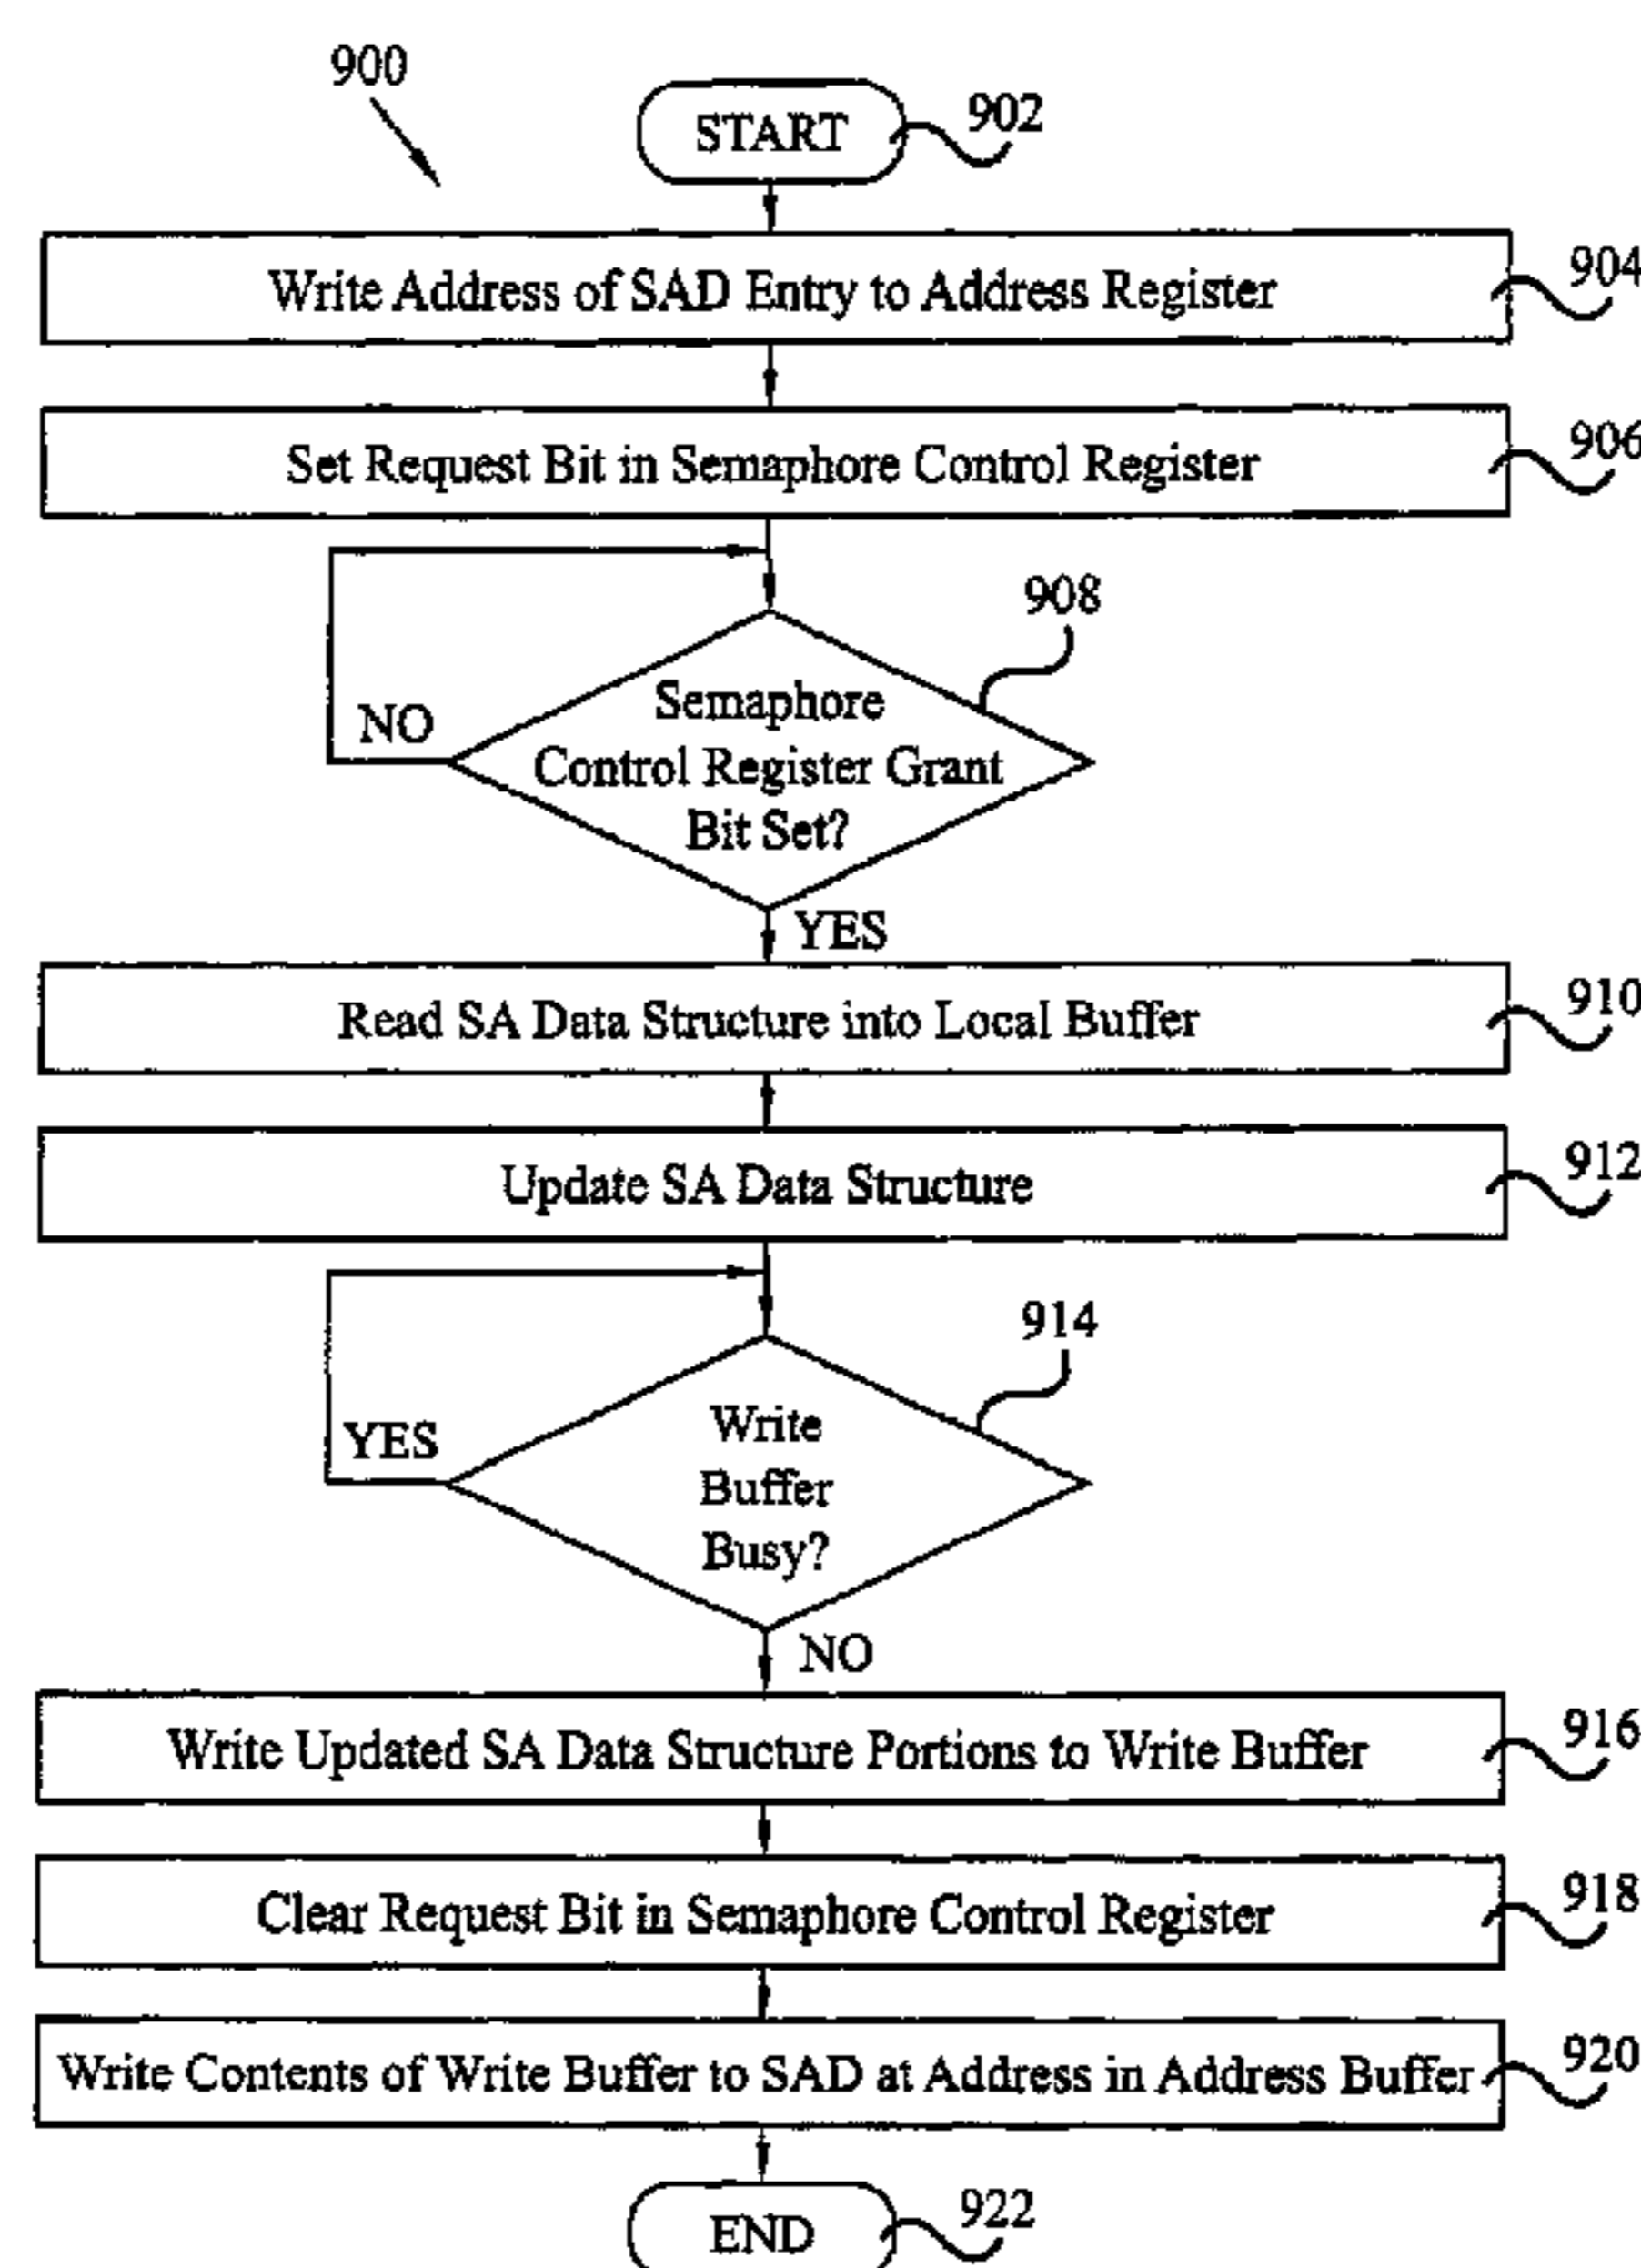 900
START
902
Write Address of SAD Entry to Address Register
904
Set Request Bit in Semaphore Control Register
906
908
Semaphore
Control Register Grant
Bit Set?
NO
YES
Read SA Data Structure into Local Buffer
910
Update SA Data Structure
912
914
Write
Buffer
Busy?
YES
NO
Write Updated SA Data Structure Portions to Write Buffer
916
Clear Request Bit in Semaphore Control Register
918
Write Contents of Write Buffer to SAD at Address in Address Buffer
920
END
922